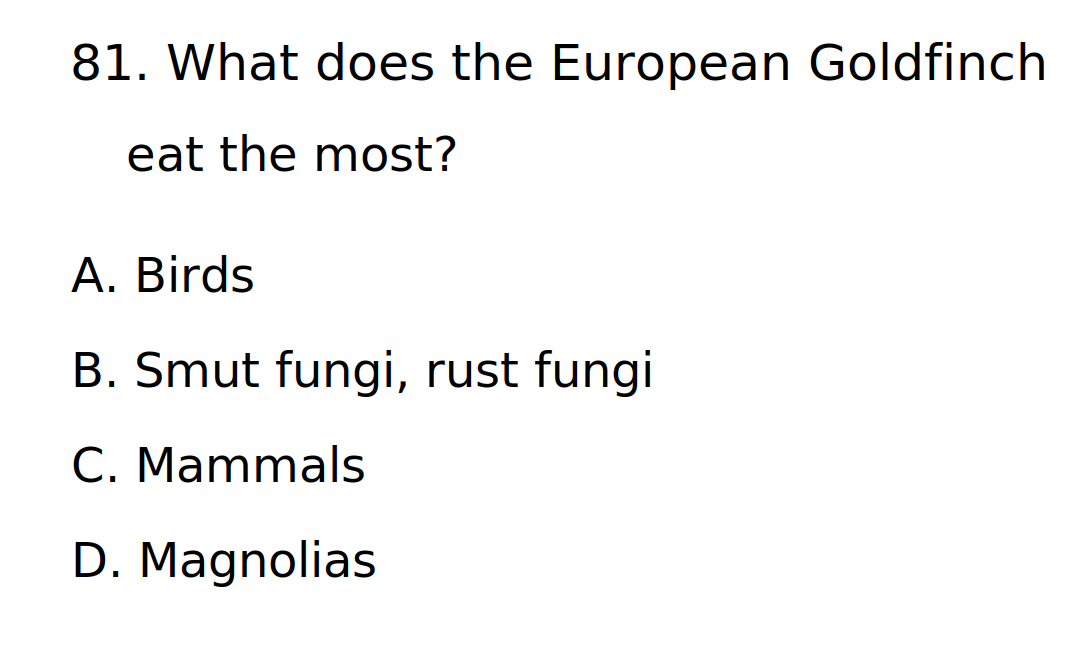 81. What does the European Goldfinch
eat the most?
A. Birds
B. Smut fungi, rust fungi
C. Mammals
D. Magnolias